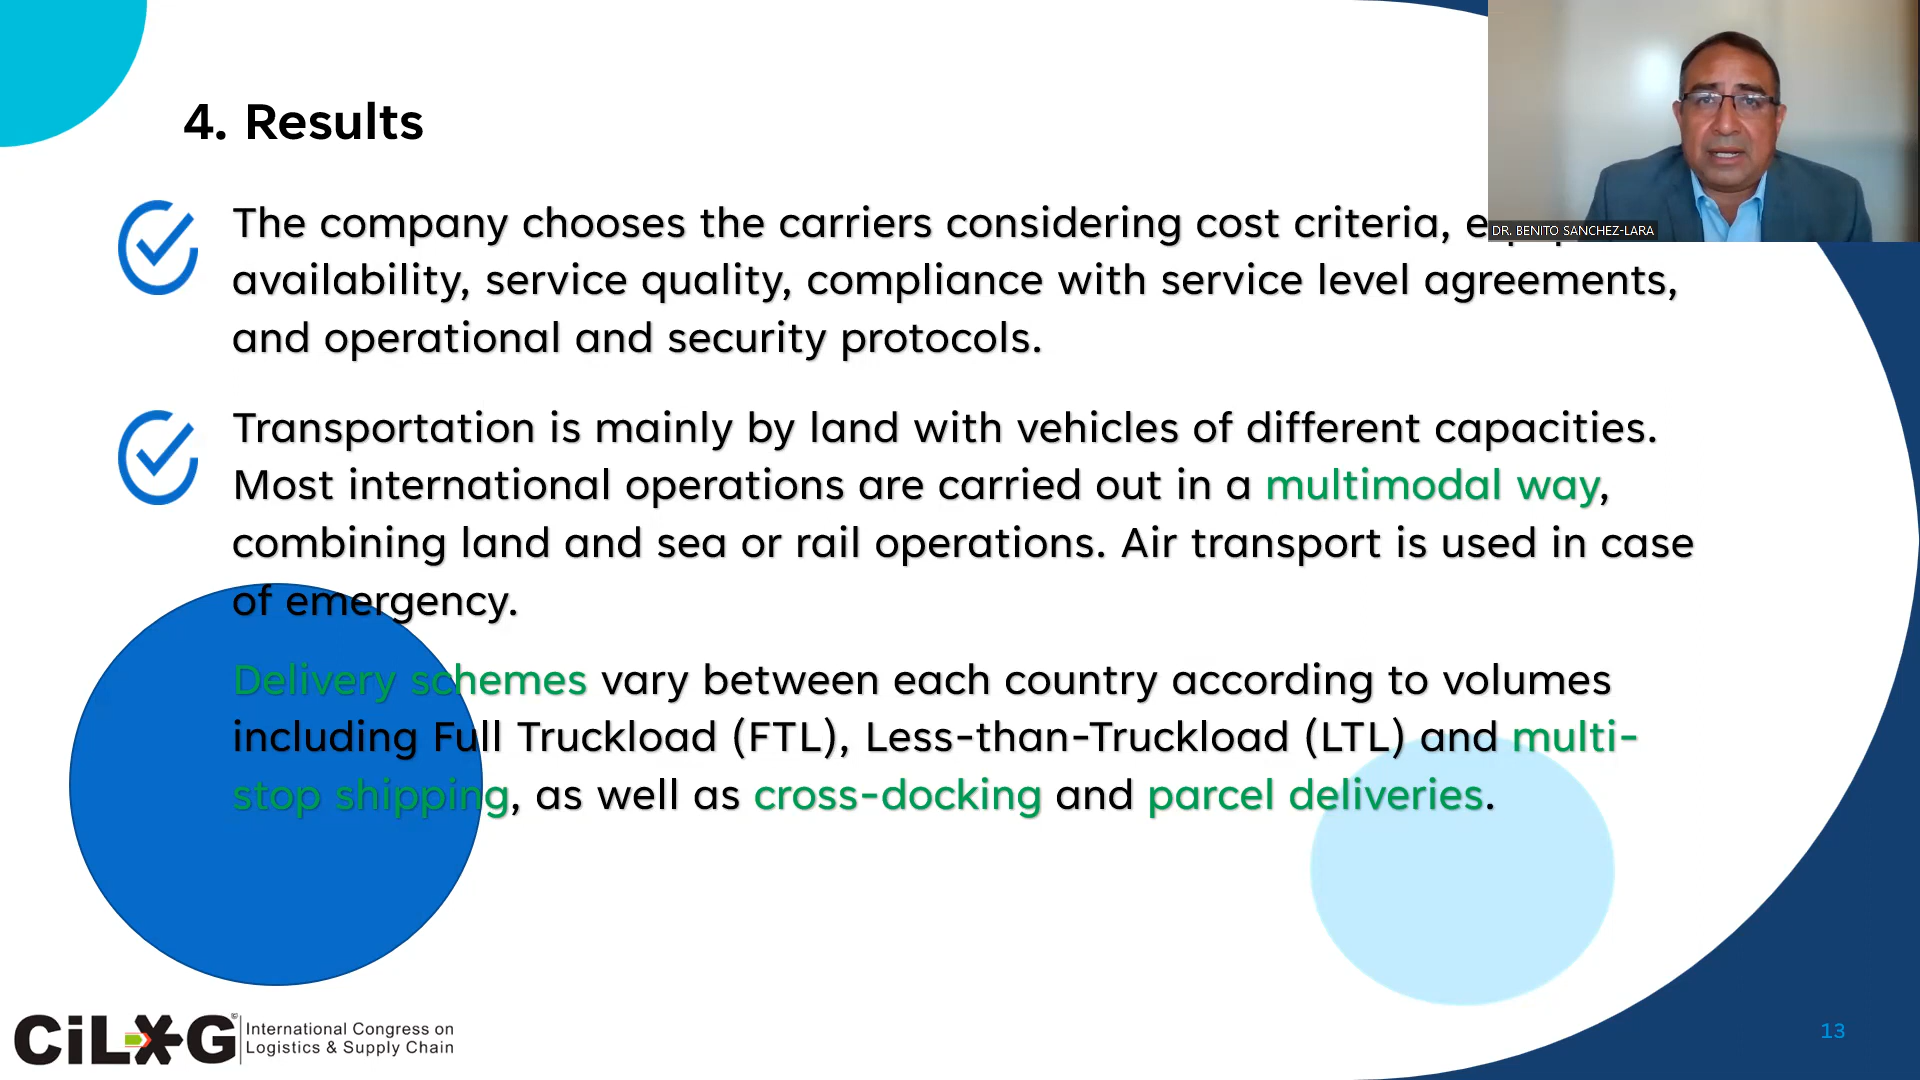 4. Results
The company chooses the carriers considering cost criteria,
availability, service quality, compliance with service level agreements,
and operational and security protocols.
Transportation is mainly by land with vehicles of different capacities.
Most international operations are carried out in a multimodal way,
combining land and sea or rail operations. Air transport is used in case
of emergency.
Delivery schemes vary between each country according to volumes
including Full Truckload (FTL), Less-than-Truckload (LTL) and multi-
stop shipping, as well as cross-docking and parcel deliveries.
DR. BENITO SANCHEZ-LARA
CiLOG
International Congress on
Logistics & Supply Chain
13